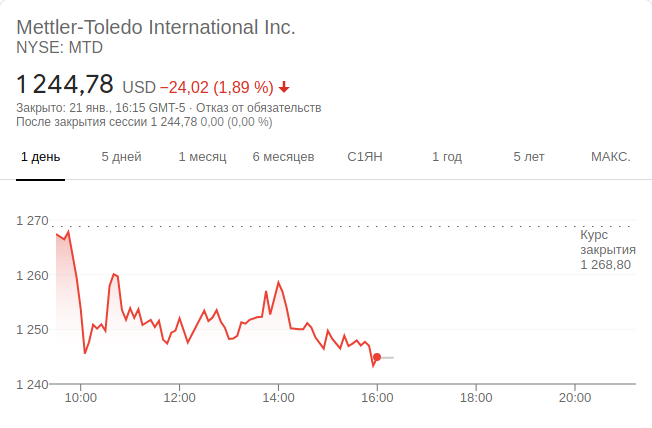 Mettler-Toledo International Inc.
NYSE: MTD
1 244,78 USD −24,02 (1,89 %)
Закрыто: 21 янв., 16:15 GMT-5 · Отказ от обязательств
После закрытия сессии 1 244,78 0,00 (0,00 %)
1 день 5 дней 1 месяц 6 месяцев С1ЯН 1 год 5 лет МАКС.
1 270
Курс
закрытия
1 268,80
1 260
1 250
1 240
10:00 12:00 14:00 16:00 18:00 20:00